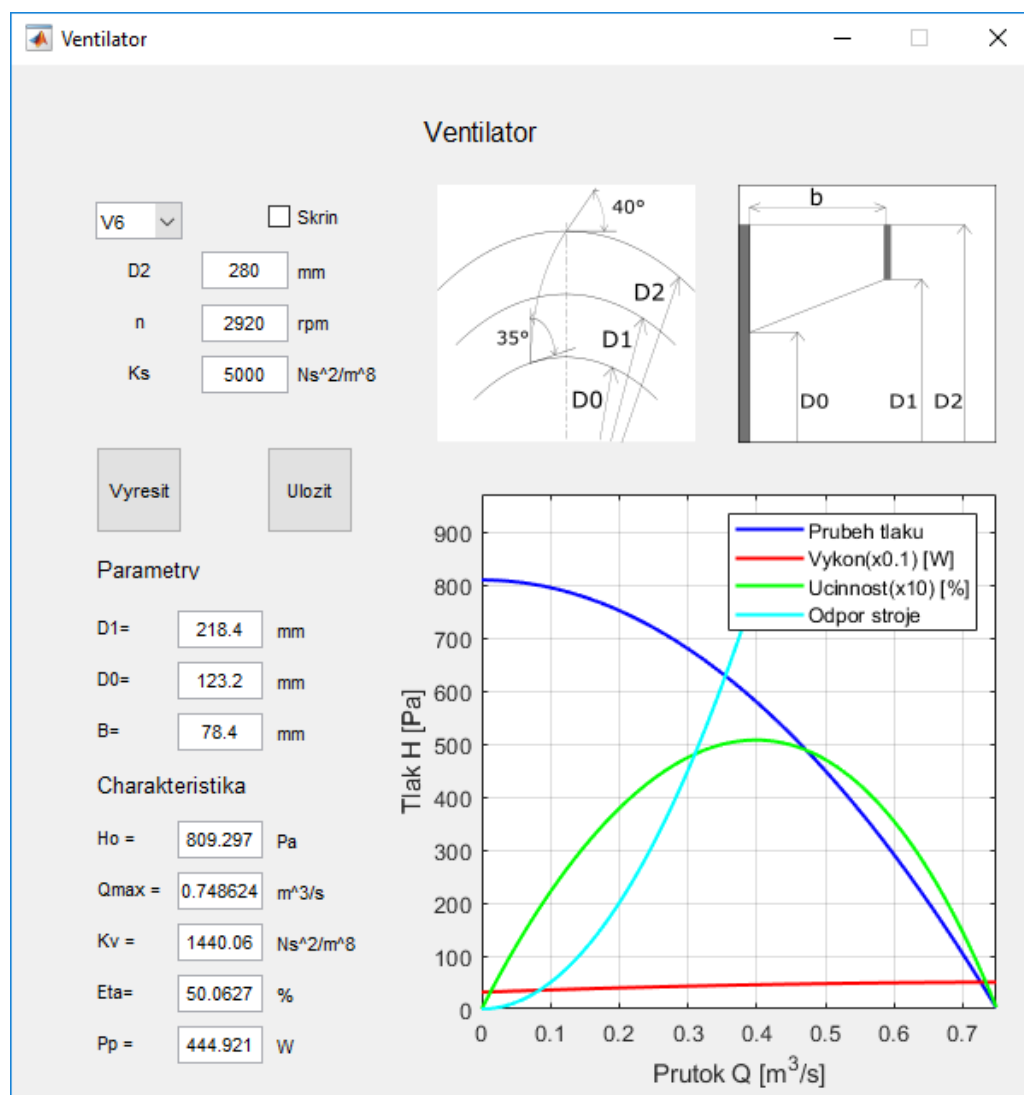 Ventilator
Ventilator
V6
Skrin
D2 280 mm
n 2920 rpm
Ks 5000 Ns^2/m^8
Vyresit
Ulozit
40°
35°
D2
D1
D0
b
D0
D1
D2
Parametry
D1= 218.4 mm
D0= 123.2 mm
B= 78.4 mm
Charakteristika
Ho = 809.297 Pa
Qmax = 0.748624 m^3/s
Kv = 1440.06 Ns^2/m^8
Eta= 50.0627 %
Pp = 444.921 W
Prubeh tlaku
Vykon(x0.1) [W]
Ucinnost(x10) [%]
Odpor stroje
Tlak H [Pa]
900
800
700
600
500
400
300
200
100
0
0 0.1 0.2 0.3 0.4 0.5 0.6 0.7
Prutok Q [m^3/s]